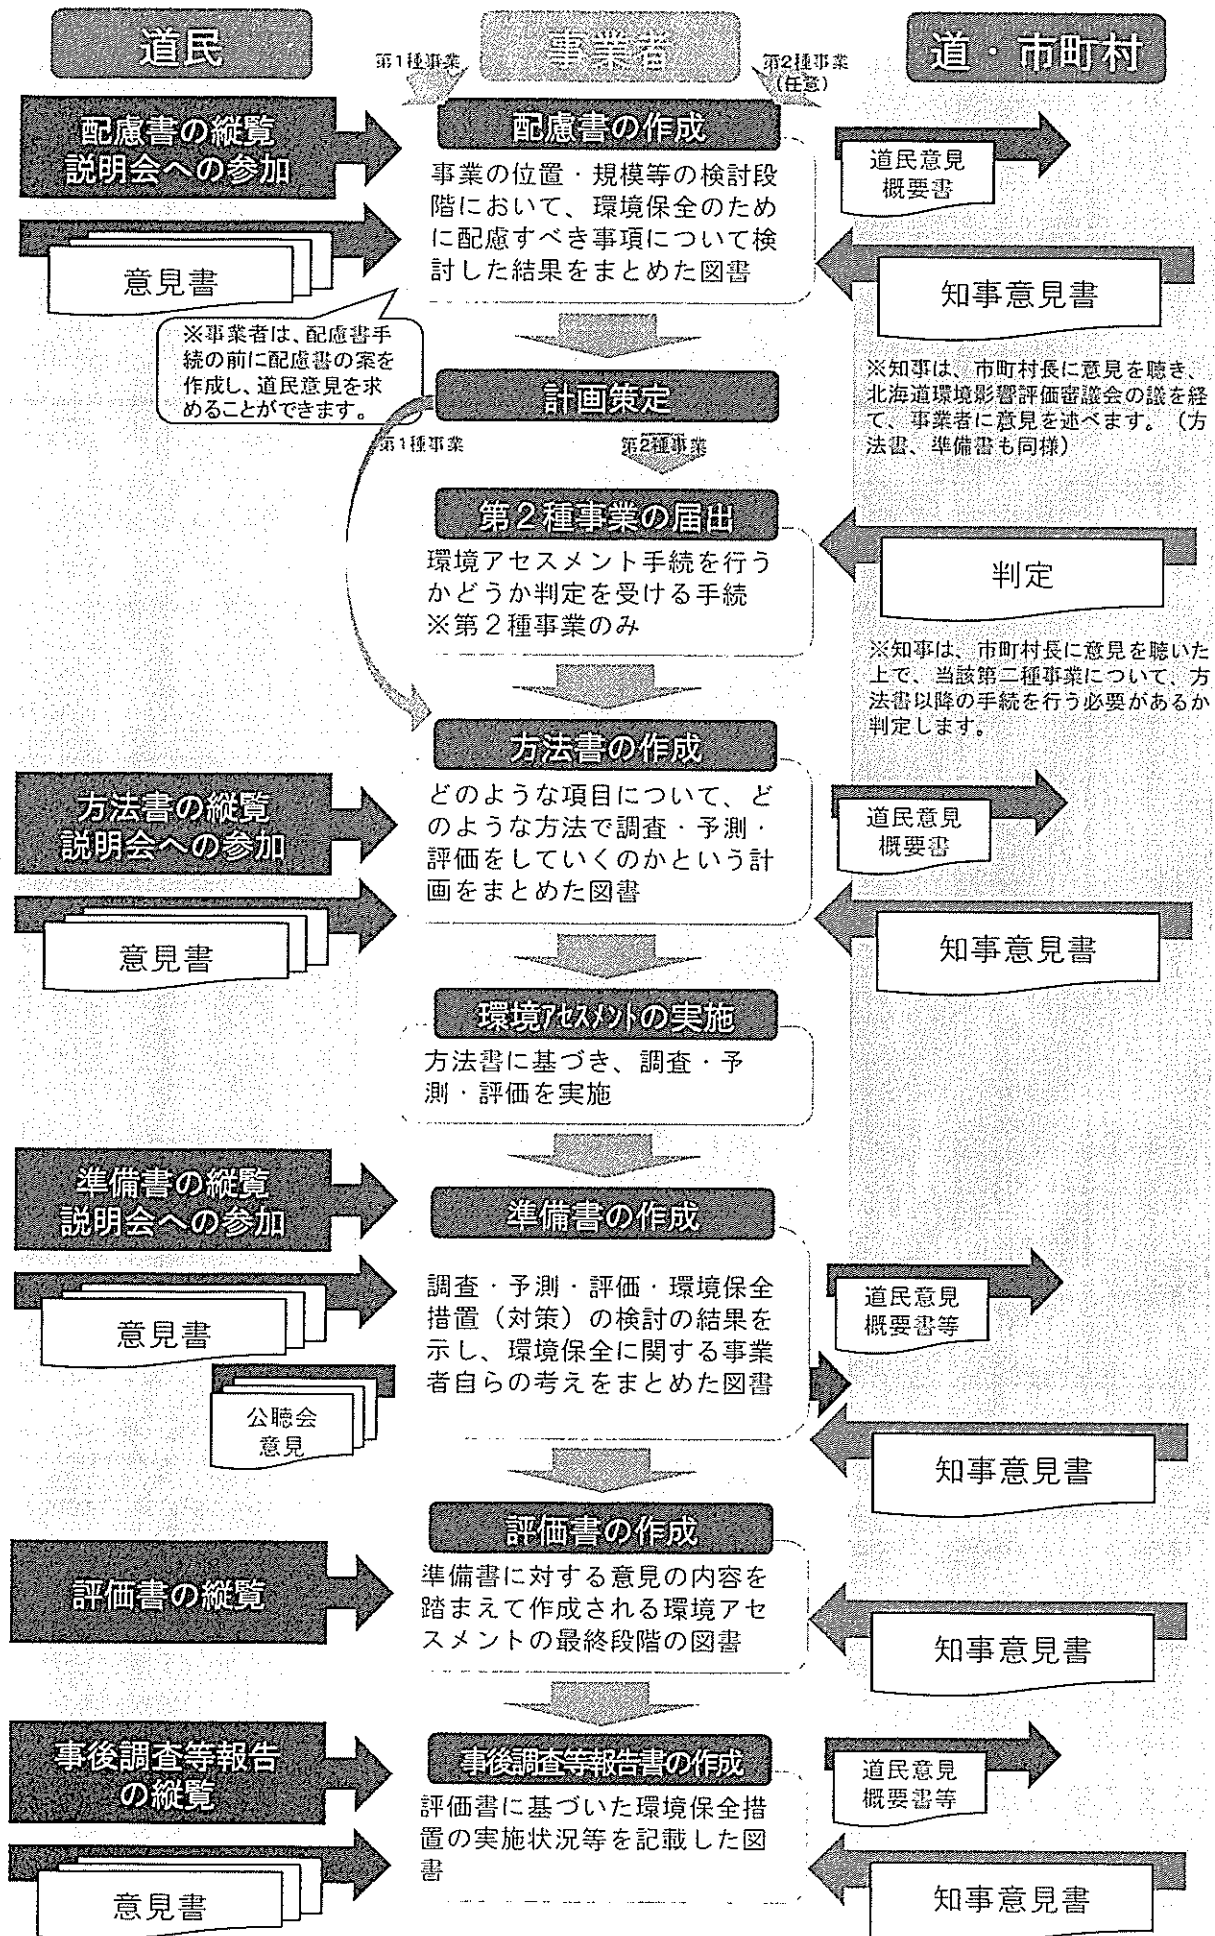 道民
事業者
道・市町村
第1種事業
第2種事業
（任意）
配慮書の縦覧
説明会への参加
意見書
配慮書の作成
事業の位置・規模等の検討段
階において、環境保全のため
に配慮すべき事項について検
討した結果をまとめた図書
道民意見
概要書
知事意見書
※事業者は、配慮書手
続の前に配慮書の案を
作成し、道民意見を求
めることができます。
※知事は、市町村長に意見を聴き、
北海道環境影響評価審議会の議を経
て、事業者に意見を述べます。（方
法書、準備書も同様）
計画策定
第1種事業
第2種事業
第２種事業の届出
環境アセスメント手続を行う
かどうか判定を受ける手続
※第２種事業のみ
判定
※知事は、市町村長に意見を聴いた
上で、当該第二種事業について、方
法書以降の手続を行う必要があるか
判定します。
方法書の縦覧
説明会への参加
意見書
方法書の作成
どのような項目について、ど
のような方法で調査・予測・
評価をしていくのかという計
画をまとめた図書
道民意見
概要書
知事意見書
環境ｱｾｽﾒﾝﾄの実施
方法書に基づき、調査・予
測・評価を実施
準備書の縦覧
説明会への参加
意見書
公聴会
意見
準備書の作成
調査・予測・評価・環境保全
措置（対策）の検討の結果を
示し、環境保全に関する事業
者自らの考えをまとめた図書
道民意見
概要書等
知事意見書
評価書の縦覧
評価書の作成
準備書に対する意見の内容を
踏まえて作成される環境アセ
スメントの最終段階の図書
知事意見書
事後調査等報告
の縦覧
意見書
事後調査等報告書の作成
評価書に基づいた環境保全措
置の実施状況等を記載した図
書
道民意見
概要書等
知事意見書